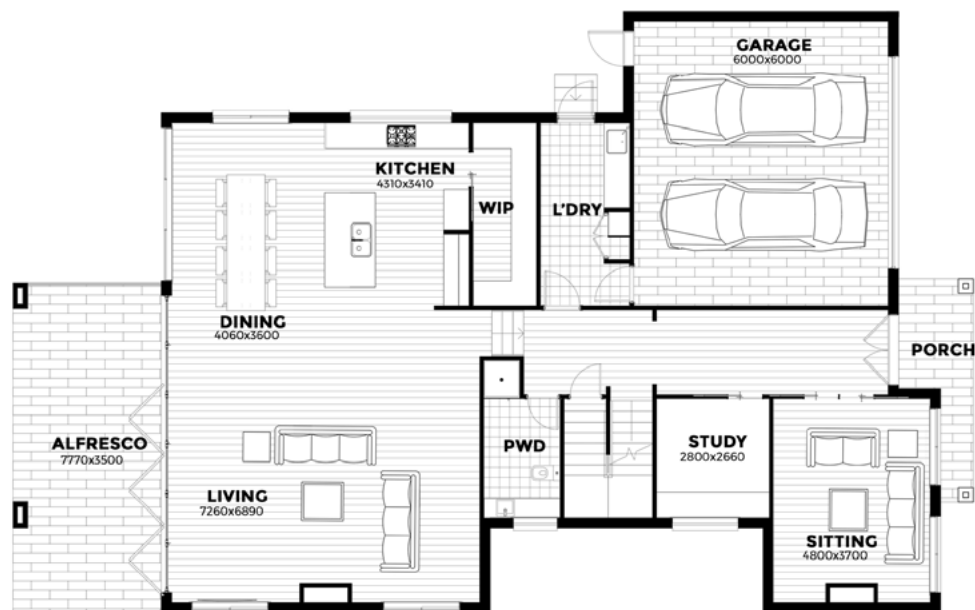 GARAGE
6000x6000
KITCHEN
4310x3410
WIP
L'DRY
DINING
4060x3600
PORCH
ALFRESCO
7770x3500
PWD
STUDY
2800x2660
LIVING
7260x6890
SITTING
4800x3700